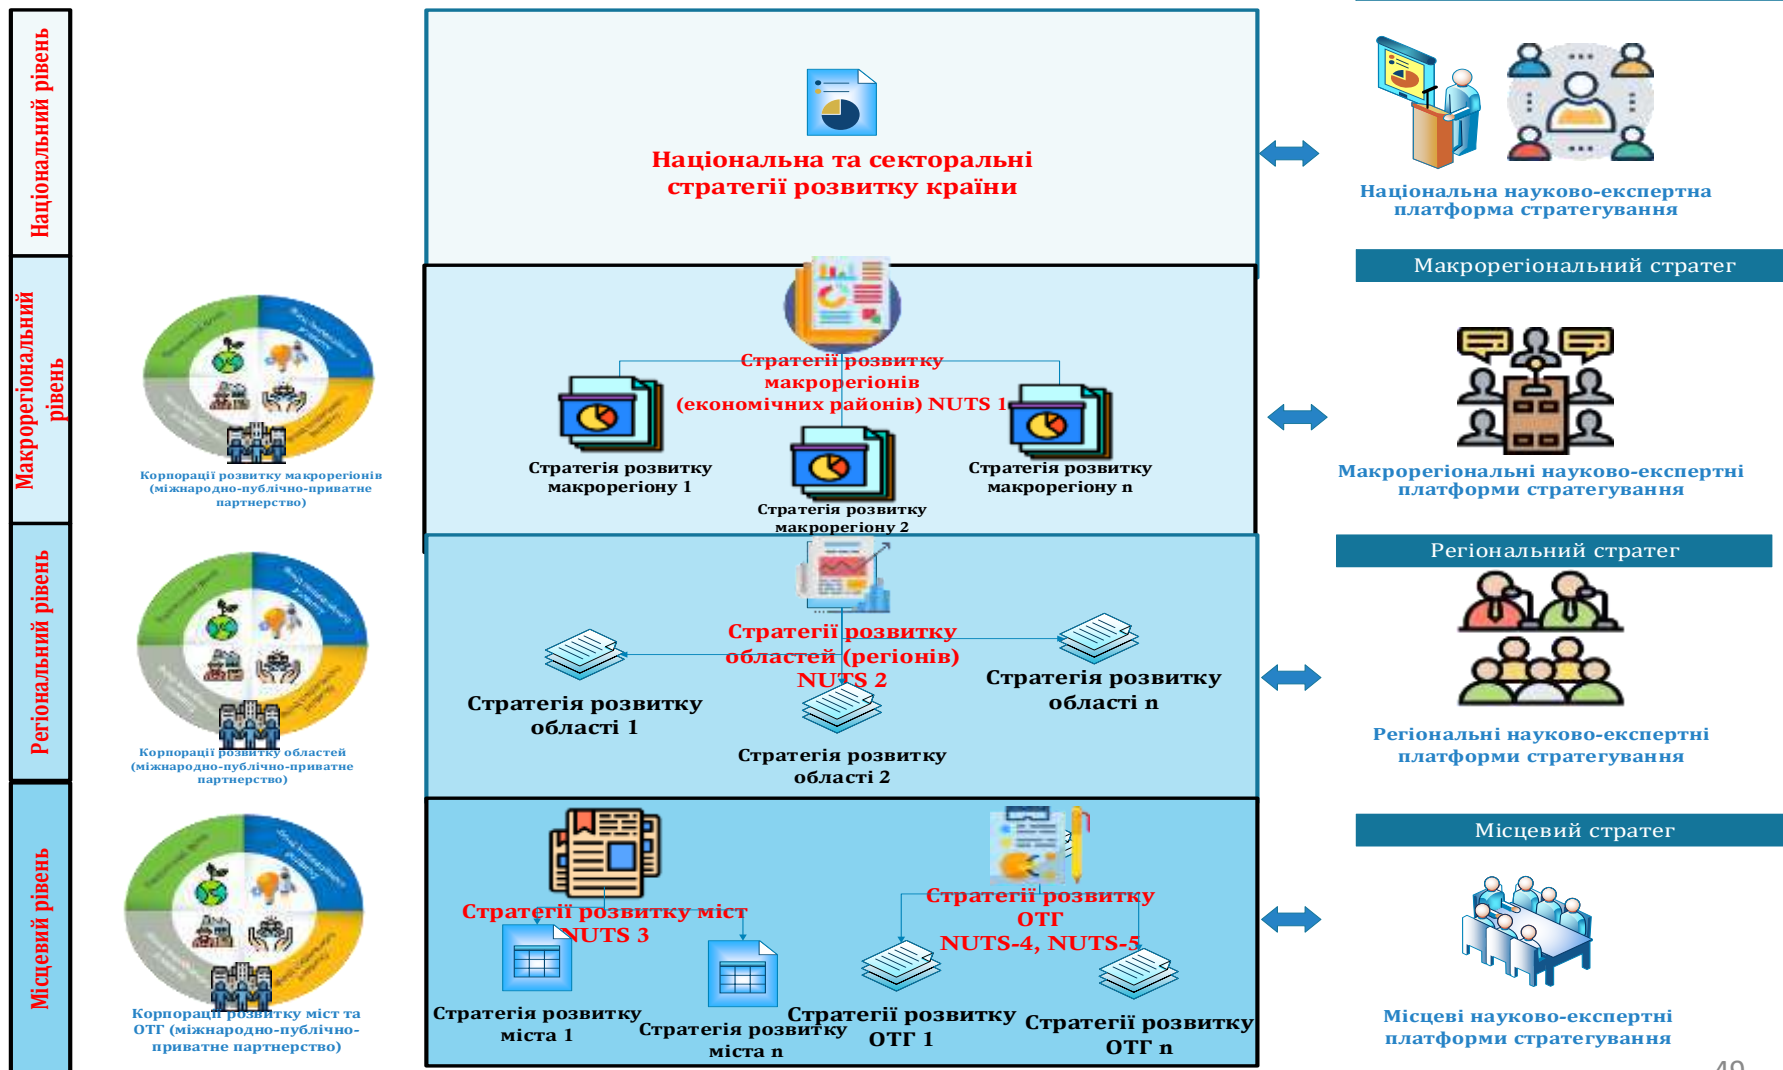 Національний рівень
Національна та секторальні
стратегії розвитку країни
Національна науково-експертна
платформа стратегування
Макрорегіональний
рівень
Корпорації розвитку макрорегіонів
(міжнародно-публічно-приватне
партнерство)
Стратегії розвитку
макрорегіонів
(економічних районів) NUTS 1
Стратегія розвитку
макрорегіону 1
Стратегія розвитку
макрорегіону 2
Стратегія розвитку
макрорегіону n
Макрорегіональний стратег
Макрорегіональні науково-експертні
платформи стратегування
Регіональний рівень
Корпорації розвитку областей
(міжнародно-публічно-приватне
партнерство)
Стратегії розвитку
областей (регіонів)
NUTS 2
Стратегія розвитку
області 1
Стратегія розвитку
області 2
Стратегія розвитку
області n
Регіональний стратег
Регіональні науково-експертні
платформи стратегування
Місцевий рівень
Корпорації розвитку міст та
ОТГ (міжнародно-публічно-
приватне партнерство)
Стратегії розвитку міст
NUTS 3
Стратегія розвитку
міста 1
Стратегія розвитку
міста n
Стратегії розвитку
ОТГ
NUTS-4, NUTS-5
Стратегії розвитку
ОТГ 1
Стратегії розвитку
ОТГ n
Місцевий стратег
Місцеві науково-експертні
платформи стратегування